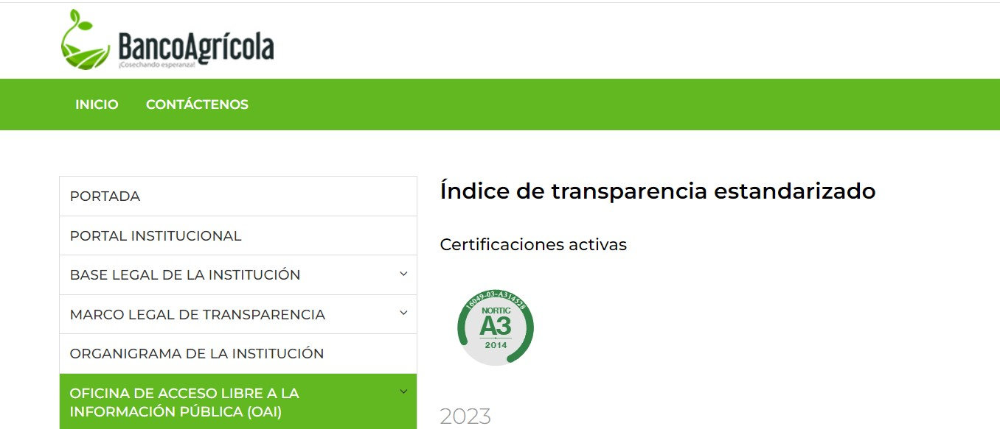 BancoAgrícola
¡Cosechando esperanza!
INICIO CONTÁCTENOS
PORTADA
PORTAL INSTITUCIONAL
BASE LEGAL DE LA INSTITUCIÓN
MARCO LEGAL DE TRANSPARENCIA
ORGANIGRAMA DE LA INSTITUCIÓN
OFICINA DE ACCESO LIBRE A LA
INFORMACIÓN PÚBLICA (OAI)
Índice de transparencia estandarizado
Certificaciones activas
16049-03-A314528
NORTIC
A3
2014
2023